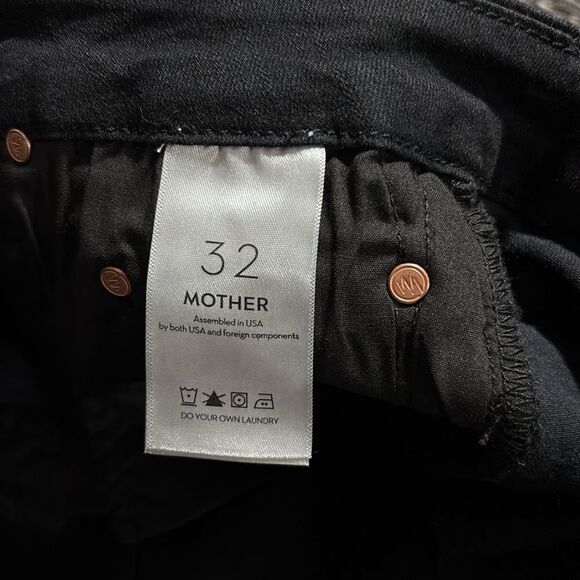 32
MOTHER
Assembled in USA
by both USA and foreign components
DO YOUR OWN LAUNDRY